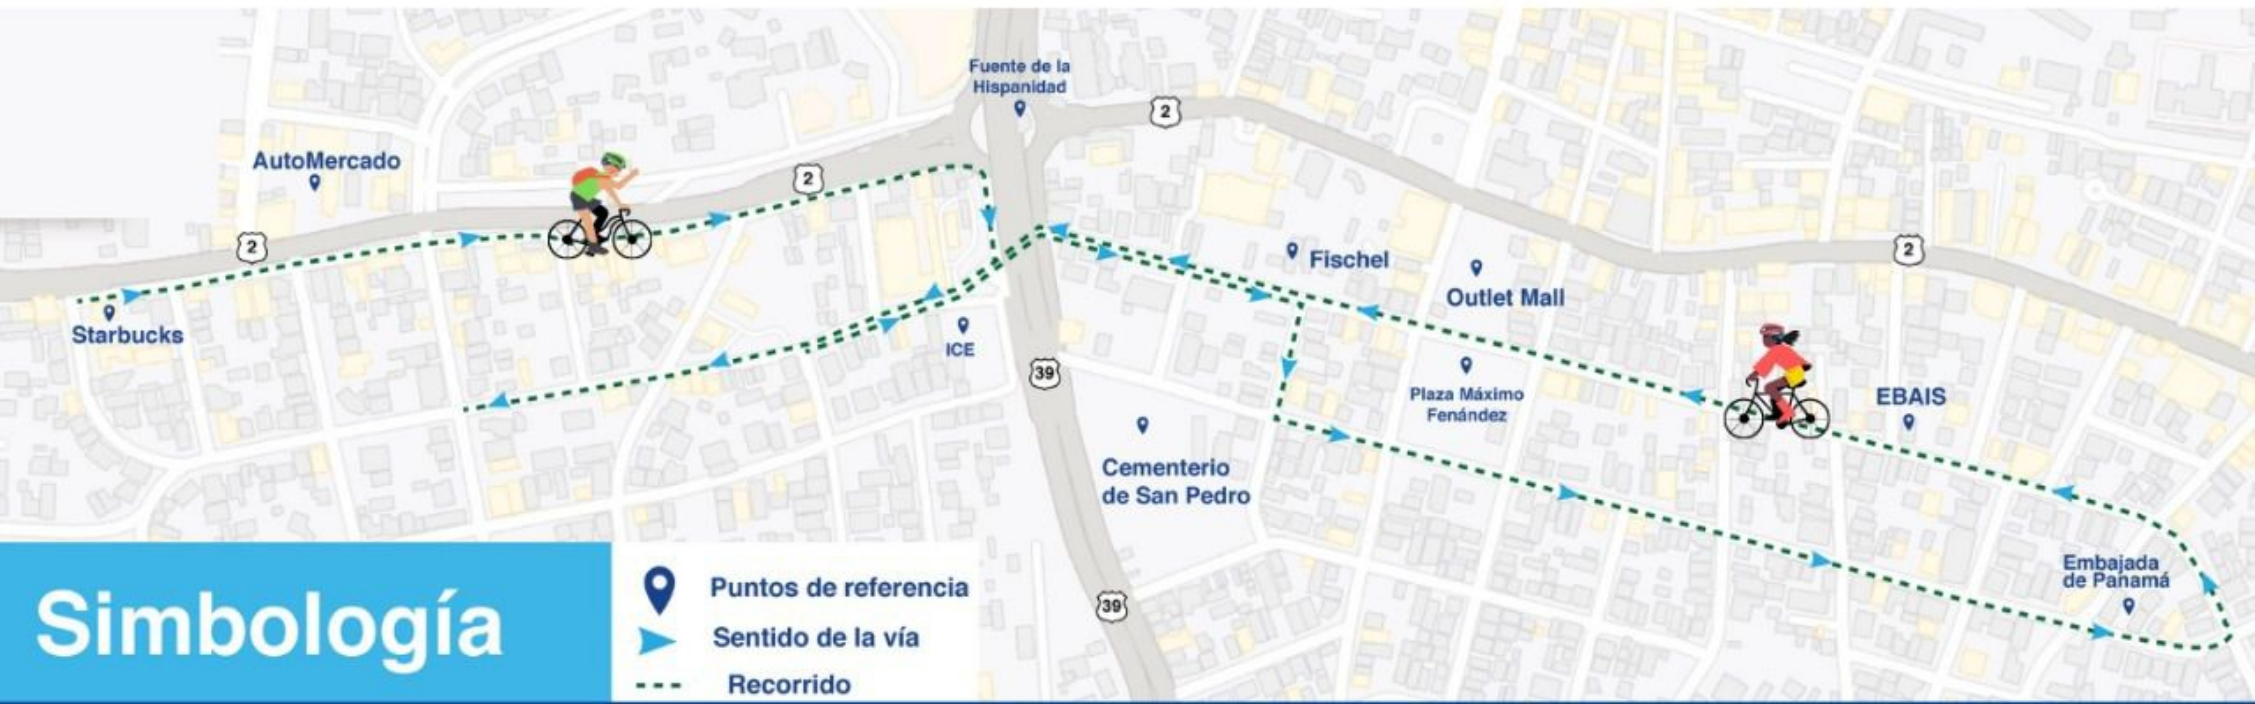 Fuente de la
Hispanidad
2
AutoMercado
2
2
Fischel
2
Outlet Mall
Starbucks
ICE
39
Plaza Máximo
Fenández
EBAIS
Cementerio
de San Pedro
Embajada
de Panamá
39
Simbología
Puntos de referencia
Sentido de la vía
Recorrido